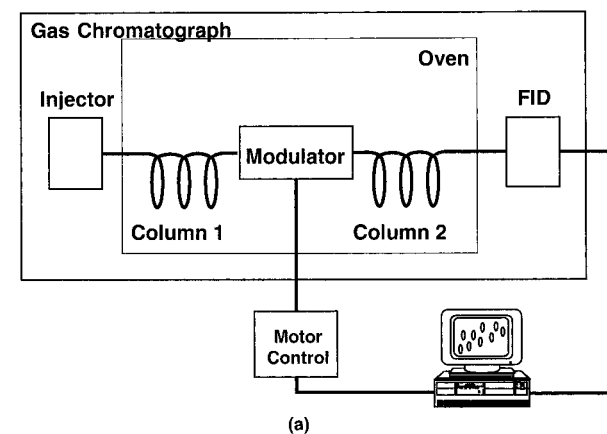 Gas Chromatograph
Oven
Injector
FID
Modulator
Column 1
Column 2
Motor
Control
(a)